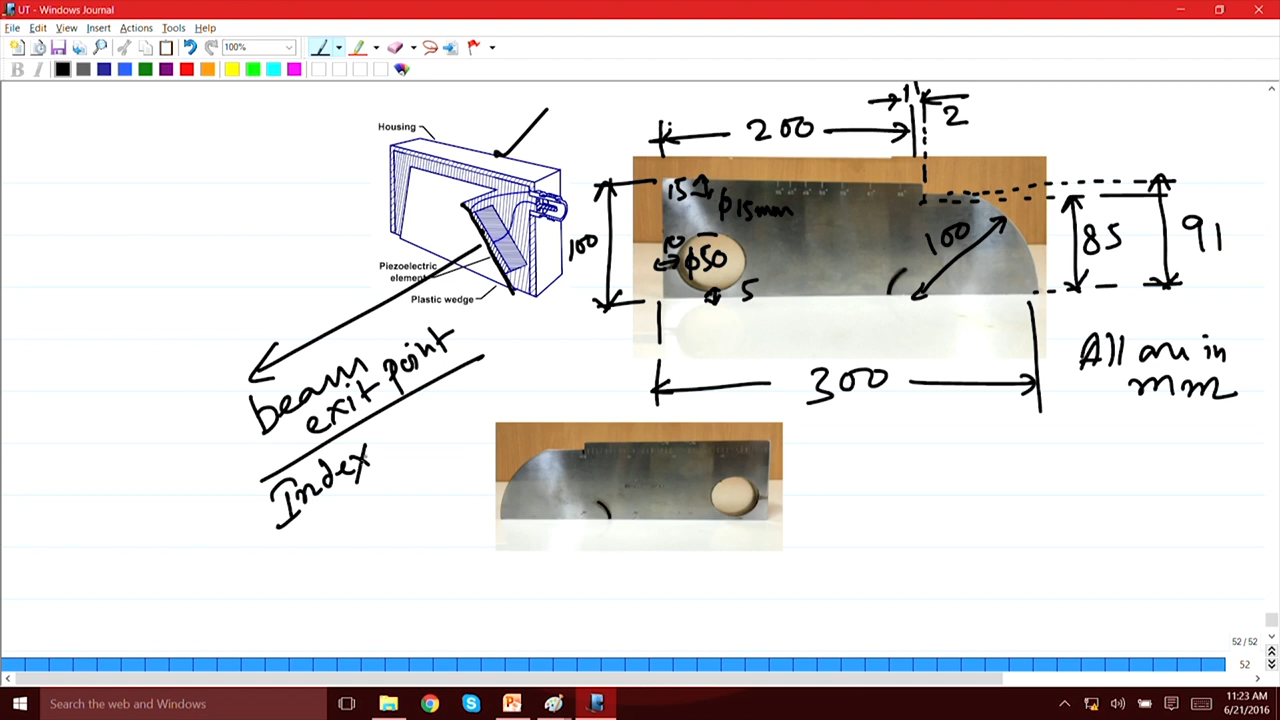 UT - Windows Journal
File Edit View Insert Actions Tools Help
100%
B I
Housing
Piezoelectric
element
Plastic wedge
beam
exit point
Index
200
2
15
φ15mm
100
10
φ50
5
100
85
91
300
All are in
mm
52 / 52
52
Search the web and Windows
11:23 AM
6/21/2016